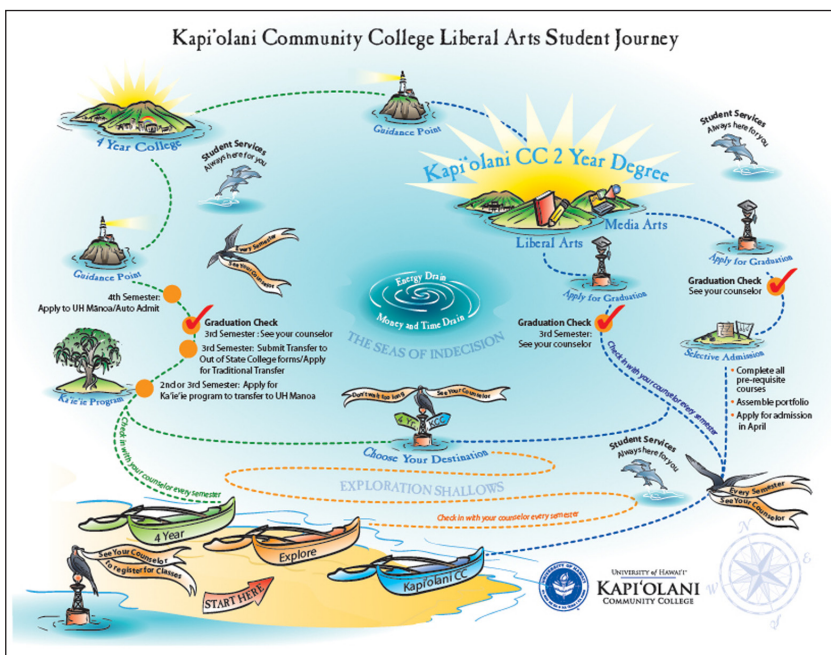 Kapi'olani Community College Liberal Arts Student Journey
4 Year College
Guidance Point
Student Services
Always here for you
Student Services
Always here for you
Kapi'olani CC 2 Year Degree
Liberal Arts
Media Arts
Guidance Point
Every Semester
See Your Counselor
Apply for Graduation
Apply for Graduation
4th Semester:
Apply to UH Mānoa/Auto Admit
Graduation Check
3rd Semester: See your counselor
3rd Semester: Submit Transfer to
Out of State College forms/Apply
for Traditional Transfer
2nd or 3rd Semester: Apply for
Ka'ie'ie program to transfer to UH Manoa
Ka'ie'ie Program
Energy Drain
Money and Time Drain
THE SEAS OF INDECISION
Graduation Check
3rd Semester:
See your counselor
Graduation Check
See your counselor
Selective Admission
• Complete all
pre-requisite
courses
• Assemble portfolio
• Apply for admission
in April
Don't wait too long
See Your Counselor
4 YC
CC
Choose Your Destination
Check in with your counselor every semester
Check in with your counselor every semester
EXPLORATION SHALLOWS
Student Services
Always here for you
Check in with your counselor every semester
Every Semester
See Your Counselor
4 Year
Explore
Kapi'olani CC
See Your Counselor
To register for Classes
START HERE
UNIVERSITY of HAWAI'I
KAPI'OLANI
COMMUNITY COLLEGE
N
E
S
W